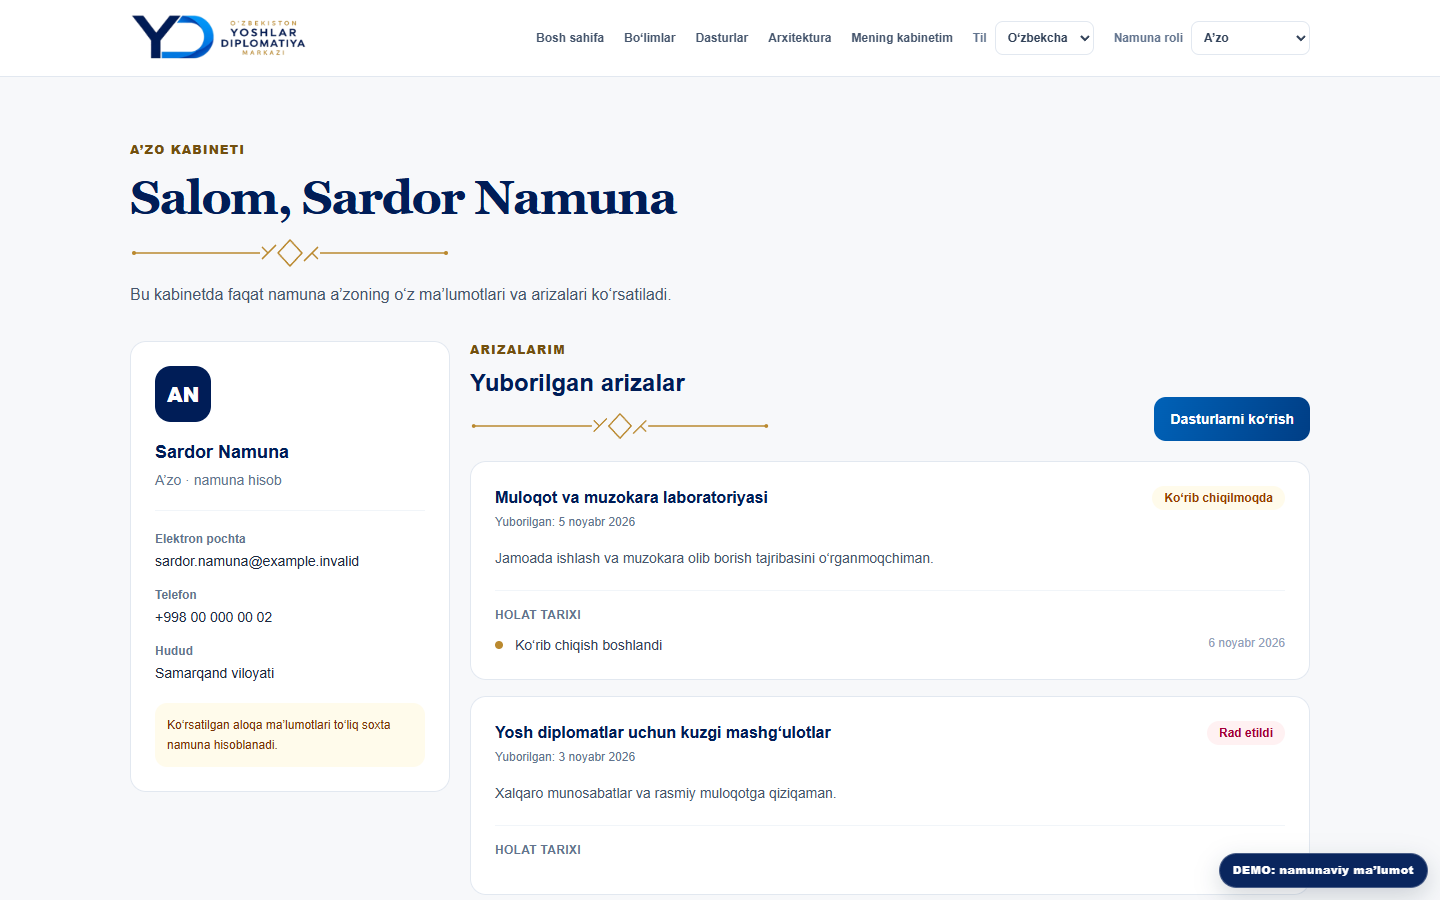 YD
O'ZBEKISTON
YOSHLAR
DIPLOMATIYA
MARKAZI
Bosh sahifa
Bo‘limlar
Dasturlar
Arxitektura
Mening kabinetim
Til
O‘zbekcha
Namuna roli
A’zo
A’ZO KABINETI
Salom, Sardor Namuna
Bu kabinetda faqat namuna a’zoning o‘z ma’lumotlari va arizalari ko‘rsatiladi.
AN
Sardor Namuna
A’zo · namuna hisob
Elektron pochta
sardor.namuna@example.invalid
Telefon
+998 00 000 00 02
Hudud
Samarqand viloyati
Ko‘rsatilgan aloqa ma’lumotlari to‘liq soxta
namuna hisoblanadi.
ARIZALARIM
Yuborilgan arizalar
Dasturlarni ko‘rish
Muloqot va muzokara laboratoriyasi
Ko‘rib chiqilmoqda
Yuborilgan: 5 noyabr 2026
Jamoada ishlash va muzokara olib borish tajribasini o‘rganmoqchiman.
HOLAT TARIXI
Ko‘rib chiqish boshlandi
6 noyabr 2026
Yosh diplomatlar uchun kuzgi mashg‘ulotlar
Rad etildi
Yuborilgan: 3 noyabr 2026
Xalqaro munosabatlar va rasmiy muloqotga qiziqaman.
HOLAT TARIXI
DEMO: namunaviy ma’lumot